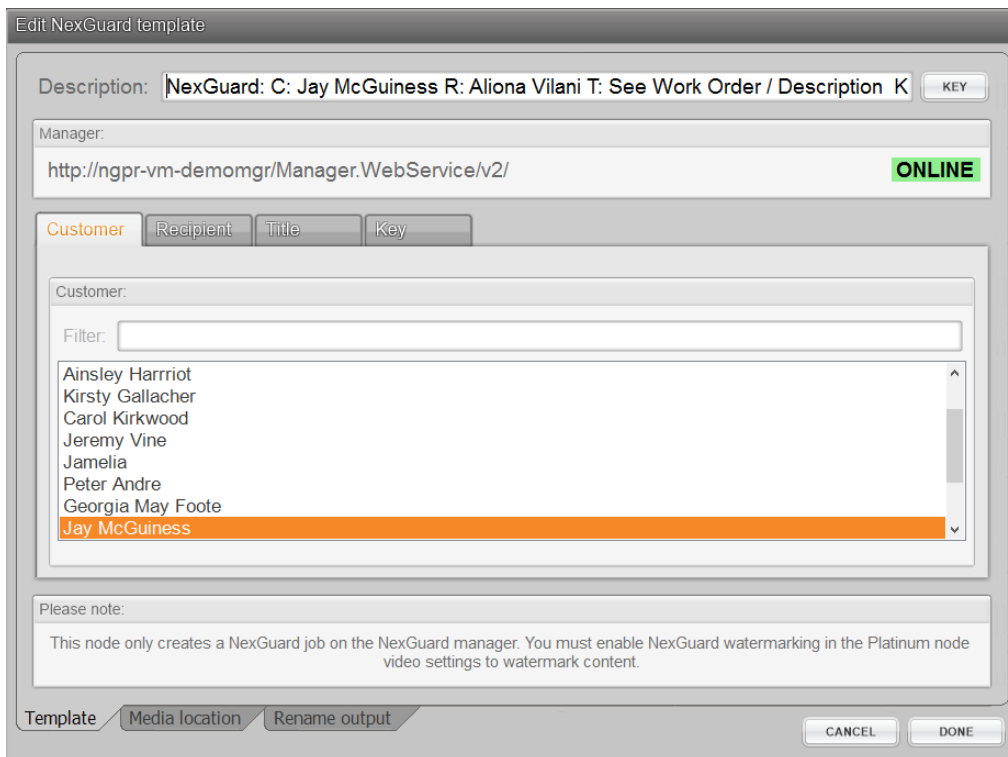 Edit NexGuard template
Description: NexGuard: C: Jay McGuiness R: Aliona Vilani T: See Work Order / Description K KEY
Manager:
http://ngpr-vm-demomgr/Manager.WebService/v2/ ONLINE
Customer Recipient Title Key
Customer:
Filter:
Ainsley Harrriot
Kirsty Gallacher
Carol Kirkwood
Jeremy Vine
Jamelia
Peter Andre
Georgia May Foote
Jay McGuiness
Please note:
This node only creates a NexGuard job on the NexGuard manager. You must enable NexGuard watermarking in the Platinum node
video settings to watermark content.
Template Media location Rename output
CANCEL DONE